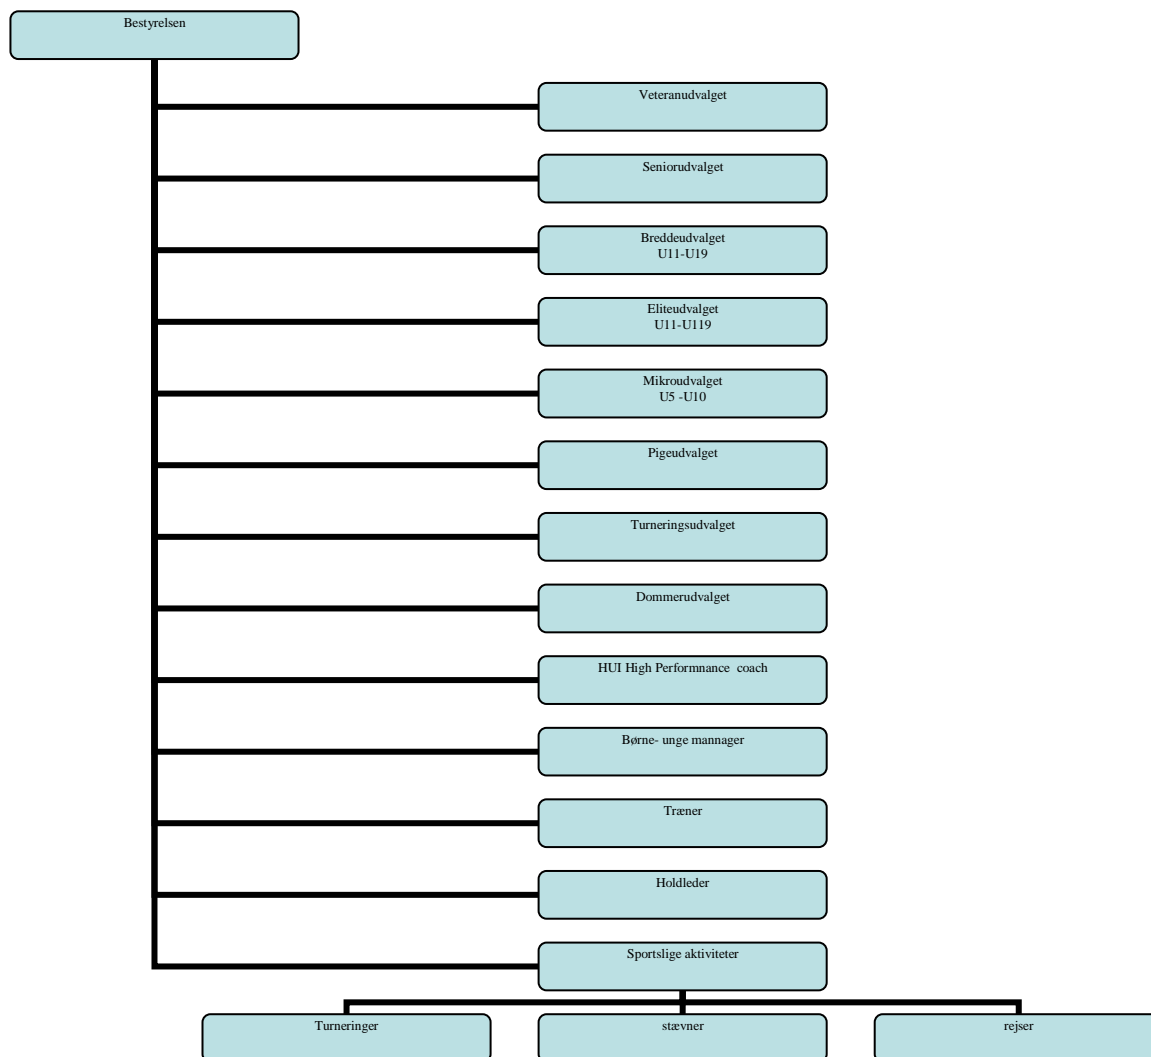 Bestyrelsen
Veteranudvalget
Seniorudvalget
Breddeudvalget
U11-U19
Eliteudvalget
U11-U119
Mikroudvalget
U5 -U10
Pigeudvalget
Turneringsudvalget
Dommerudvalget
HUI High Performnance  coach
Børne- unge mannager
Træner
Holdleder
Sportslige aktiviteter
Turneringer
stævner
rejser